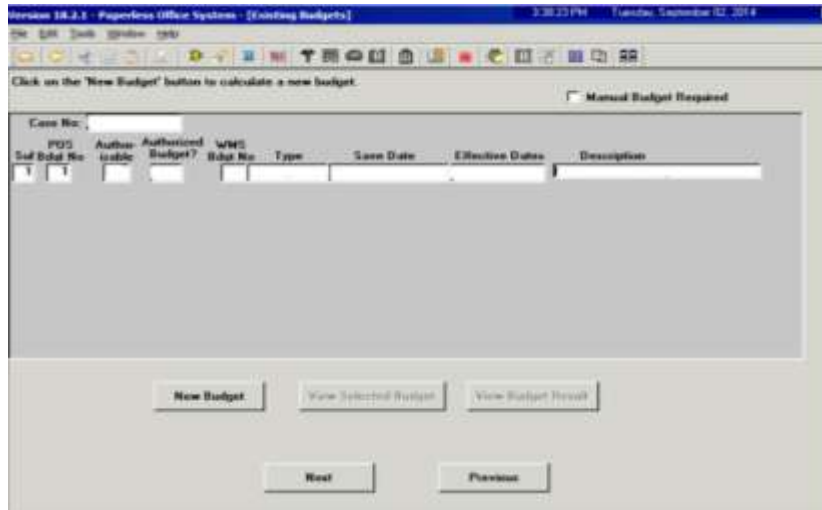 Version 18.2.1 - Paperless Office System - [Existing Budgets]
3:38:23 PM Tuesday, September 02, 2014
File Edit Tools Window Help
Click on the 'New Budget' button to calculate a new budget.
Manual Budget Required
Case No:
POS Author- Authorized WMS
Suf Bdgt No izable Budget? Bdgt No Type Save Date Effective Dates Description
1 1
New Budget View Selected Budget View Budget Result
Next Previous